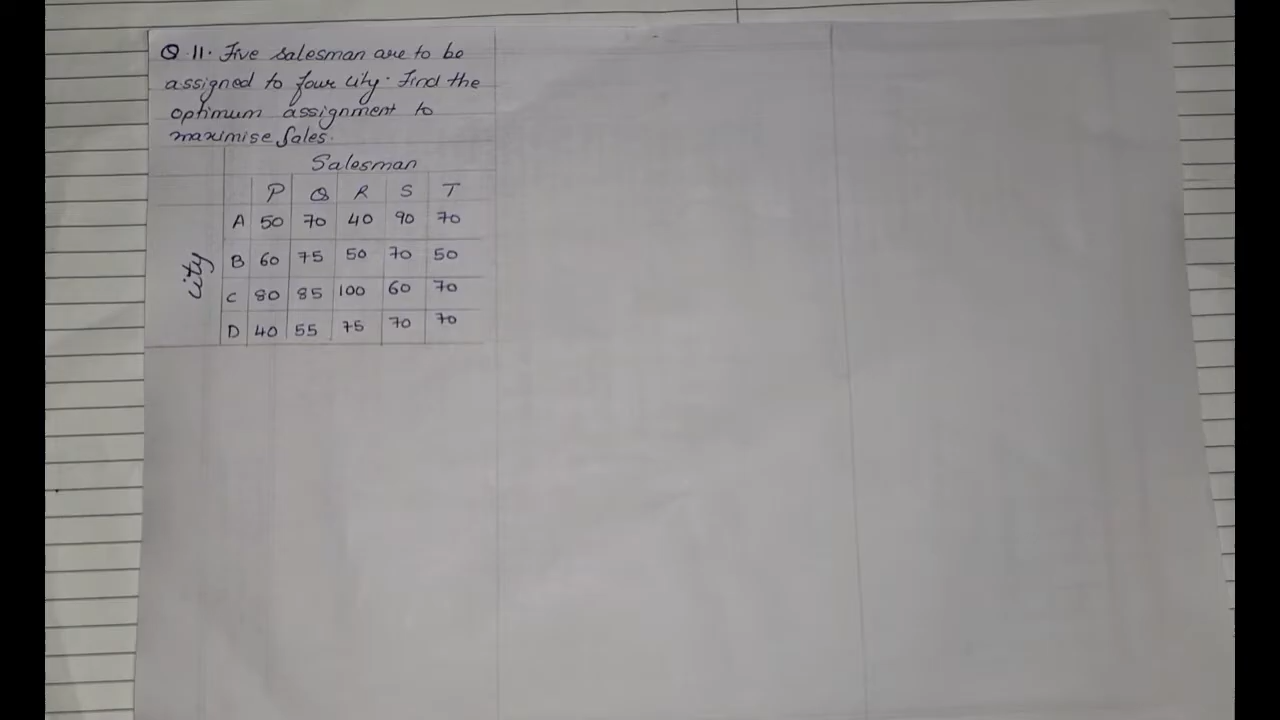 Q 11. Five salesman are to be
assigned to four city. Find the
optimum assignment to
maximise Sales.
Salesman
P Q R S T
A 50 70 40 90 70
B 60 75 50 70 50
city
C 80 85 100 60 70
D 40 55 75 70 70